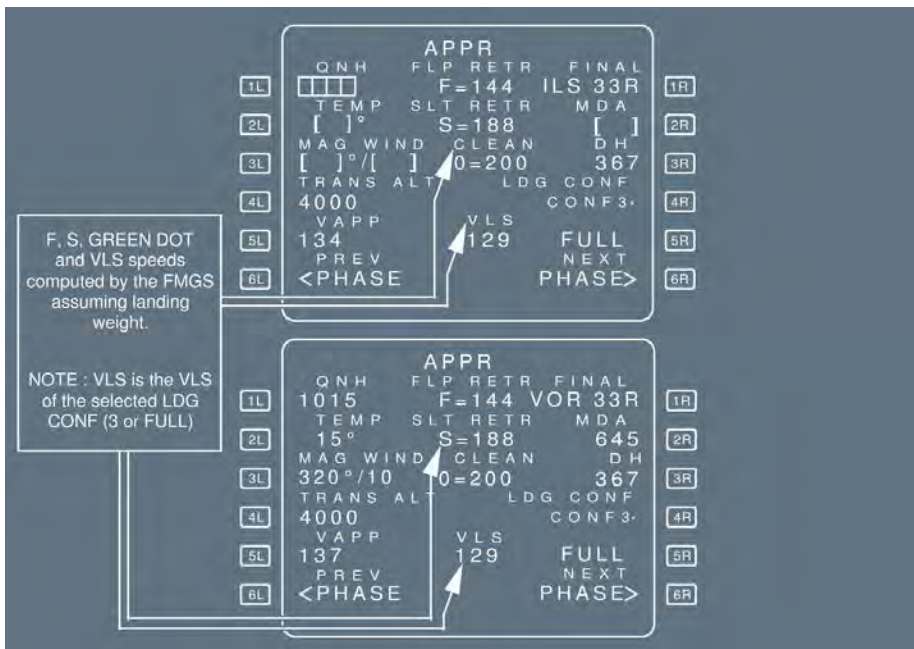 APPR
QNH FLP RETR FINAL
1L F=144 ILS 33R 1R
TEMP SLT RETR MDA
2L [ ]° S=188 [ ] 2R
MAG WIND CLEAN DH
3L [ ]°/[ ] 0=200 367 3R
TRANS ALT LDG CONF
4L 4000 CONF3* 4R
VAPP VLS
5L 134 129 FULL 5R
PREV NEXT
6L <PHASE PHASE> 6R
F, S, GREEN DOT
and VLS speeds
computed by the FMGS
assuming landing
weight.
NOTE : VLS is the VLS
of the selected LDG
CONF (3 or FULL)
APPR
QNH FLP RETR FINAL
1L 1015 F=144 VOR 33R 1R
TEMP SLT RETR MDA
2L 15° S=188 645 2R
MAG WIND CLEAN DH
3L 320°/10 0=200 367 3R
TRANS ALT LDG CONF
4L 4000 CONF3* 4R
VAPP VLS
5L 137 129 FULL 5R
PREV NEXT
6L <PHASE PHASE> 6R